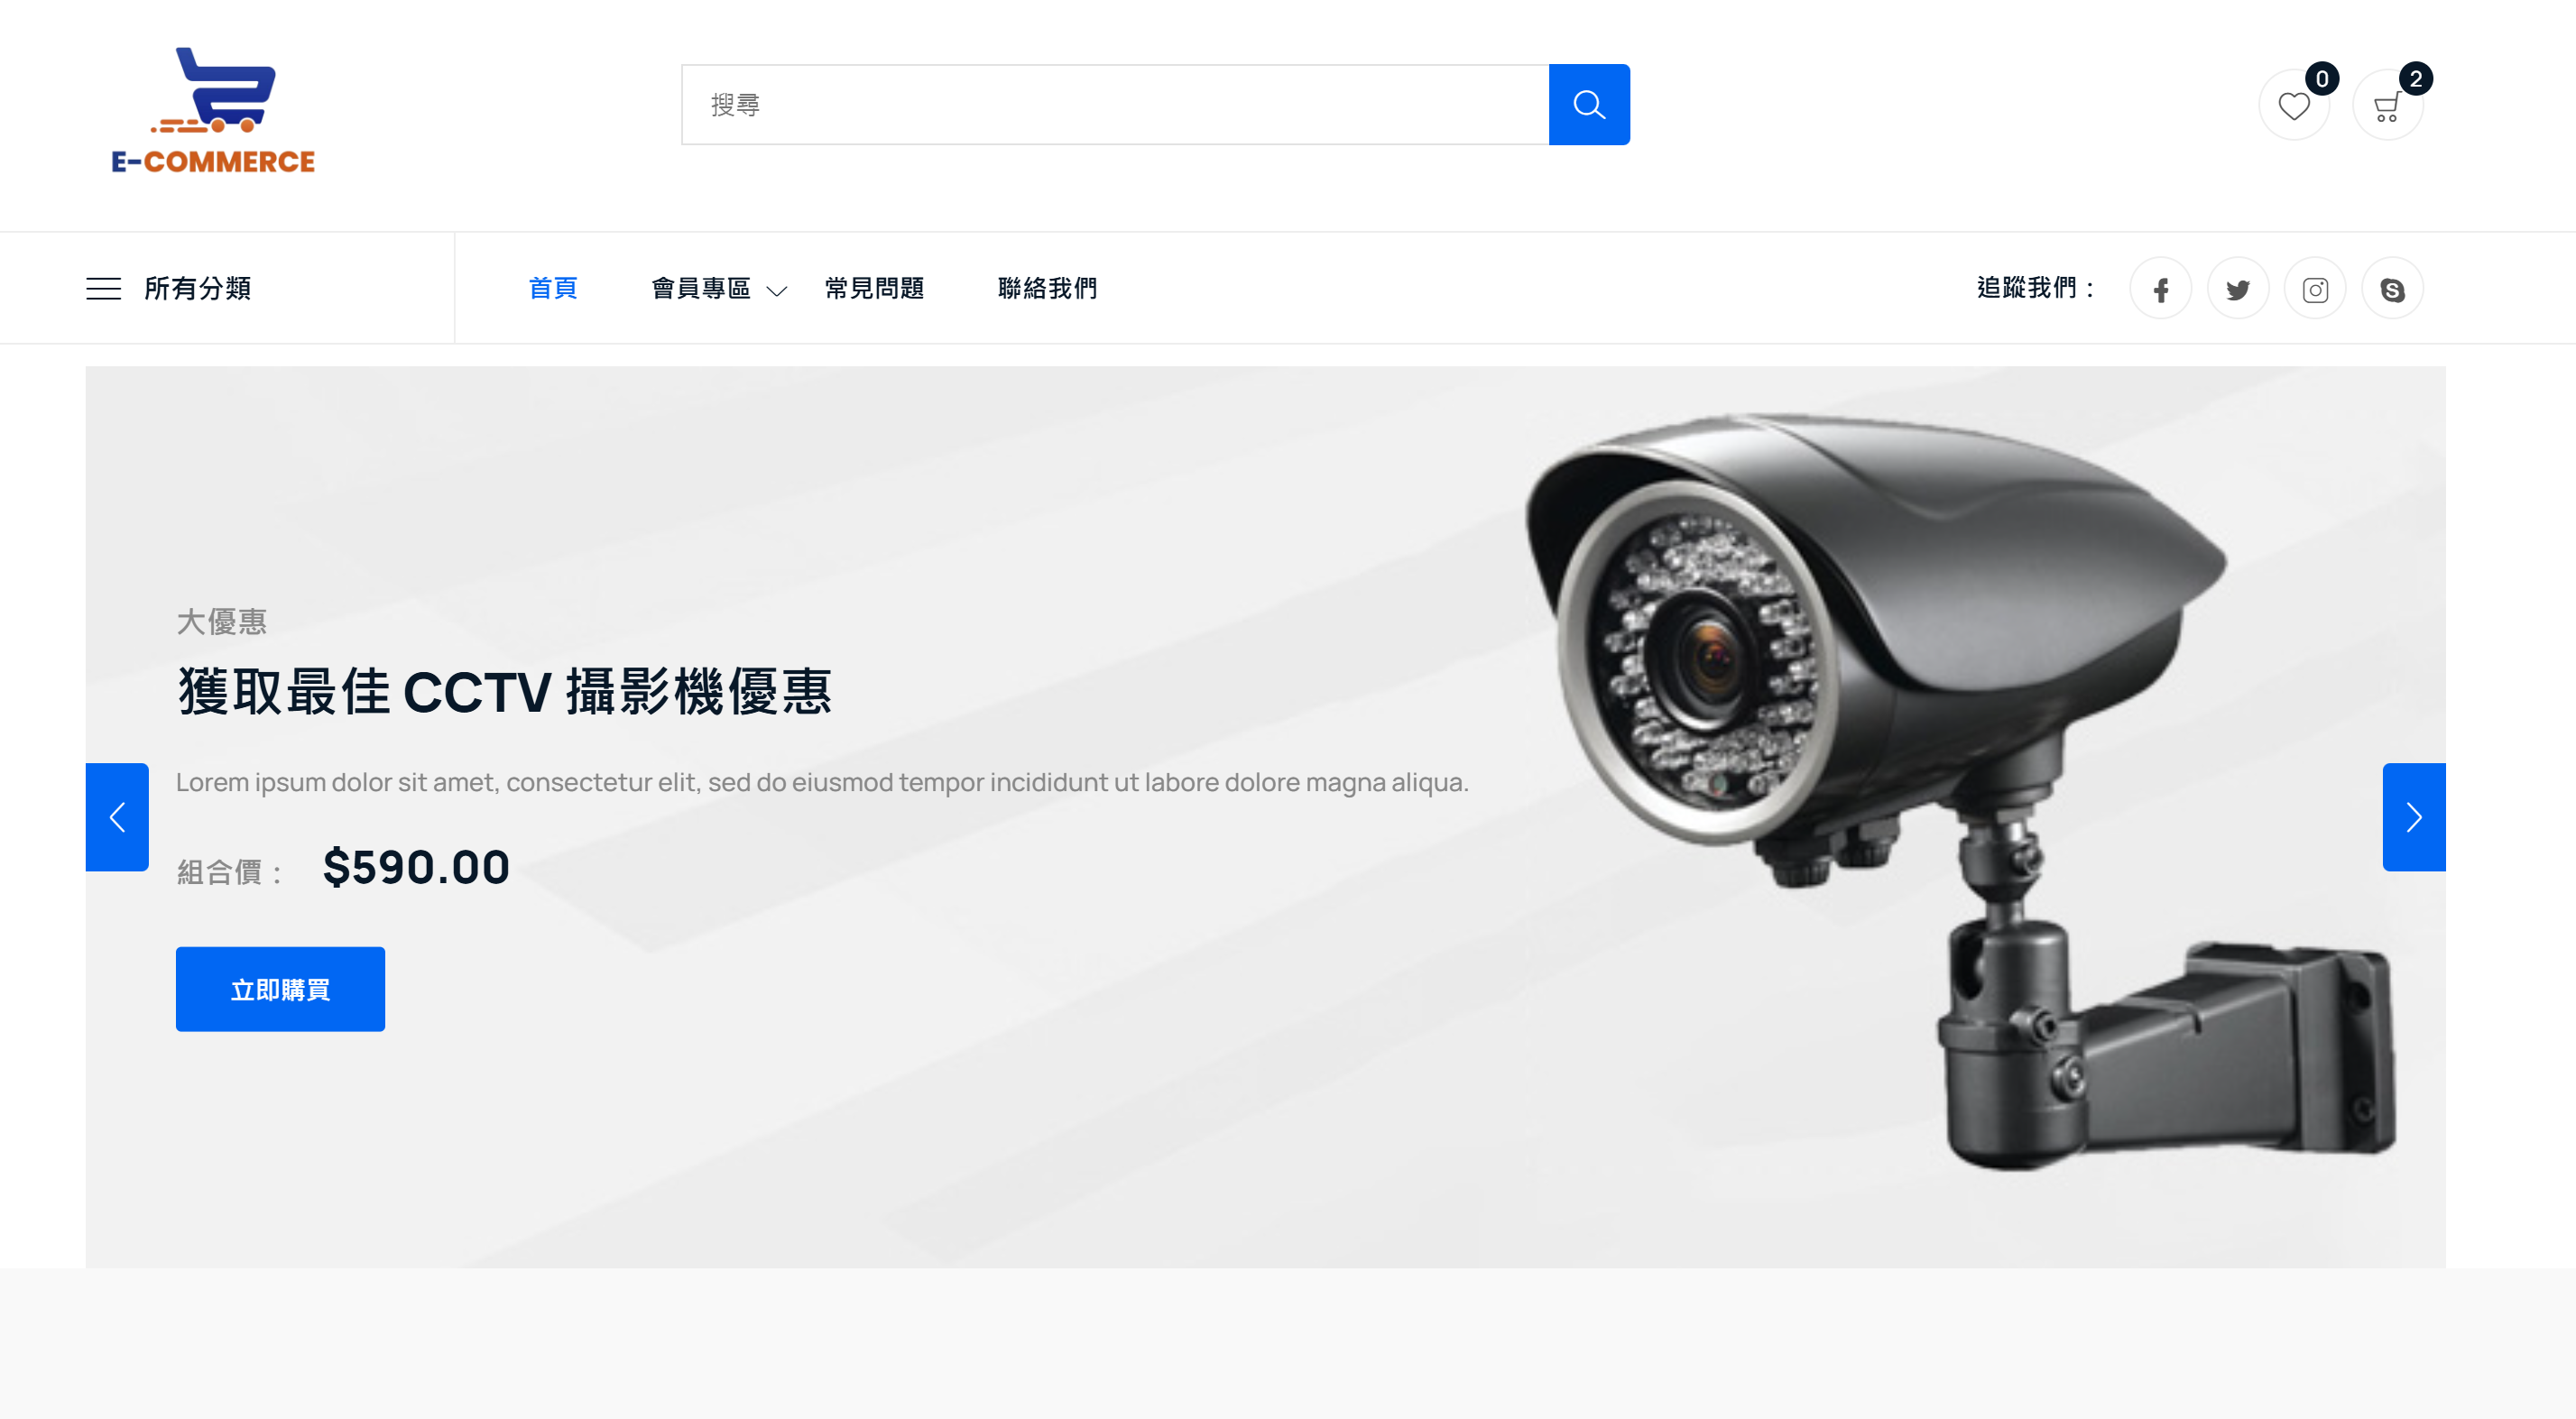 E-COMMERCE
搜尋
0
2
所有分類
首頁
會員專區
常見問題
聯絡我們
追蹤我們：
大優惠
獲取最佳 CCTV 攝影機優惠
Lorem ipsum dolor sit amet, consectetur elit, sed do eiusmod tempor incididunt ut labore dolore magna aliqua.
組合價： $590.00
立即購買